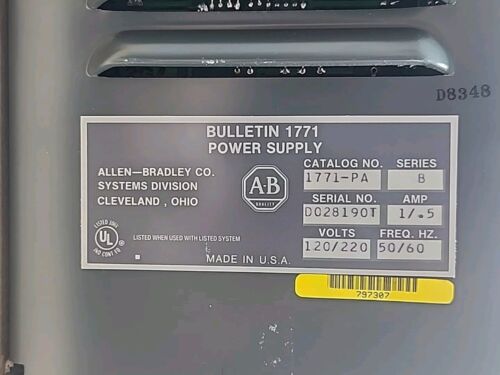 D8348
BULLETIN 1771
POWER SUPPLY
ALLEN—BRADLEY CO.
SYSTEMS DIVISION
CLEVELAND , OHIO
A-B
QUALITY
CATALOG NO. SERIES
1771-PA B
SERIAL NO. AMP
D028190T 1/.5
VOLTS FREQ. HZ.
120/220 50/60
UL
LISTED WHEN USED WITH LISTED SYSTEM
MADE IN U.S.A.
797307